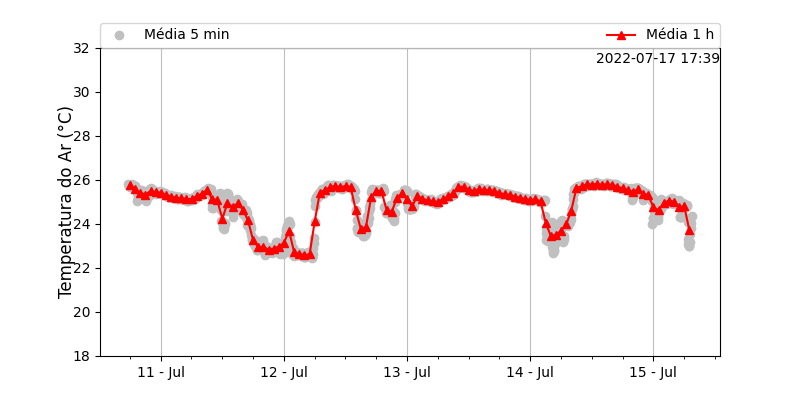 Média 5 min
Média 1 h
2022-07-17 17:39
Temperatura do Ar (°C)
32
30
28
26
24
22
20
18
11 - Jul
12 - Jul
13 - Jul
14 - Jul
15 - Jul